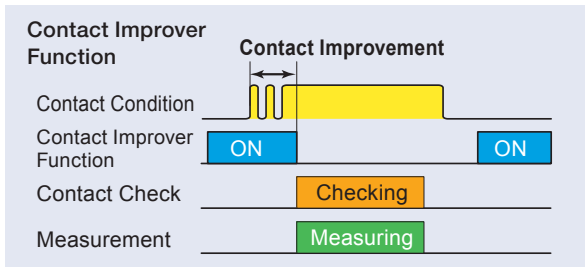 Contact Improver
Function
Contact Improvement
Contact Condition
Contact Improver
Function
ON
ON
Contact Check
Checking
Measurement
Measuring